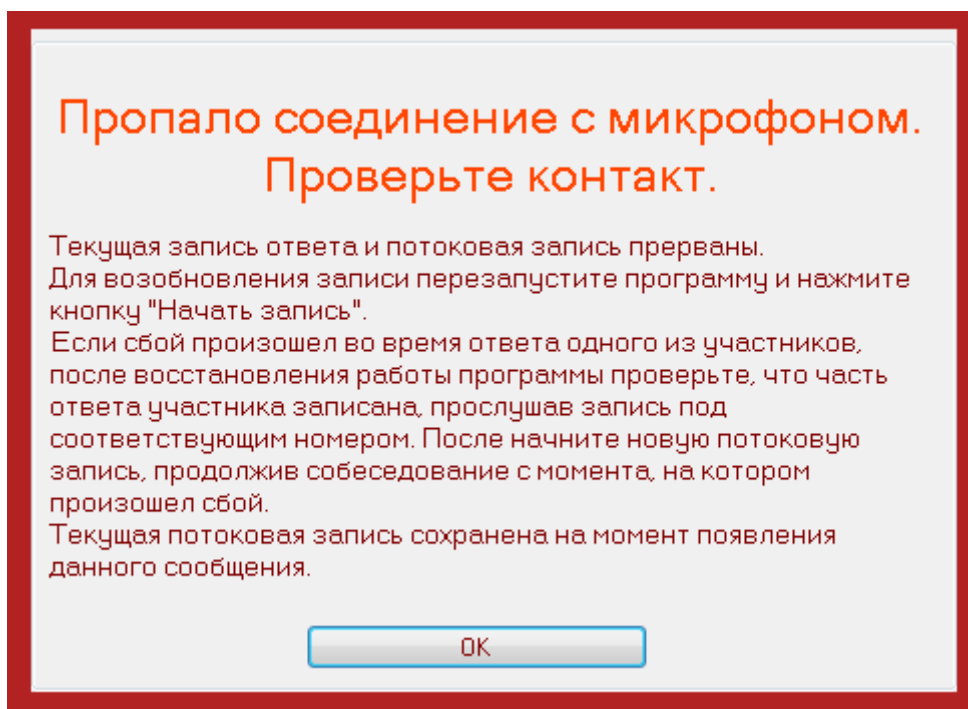 Пропало соединение с микрофоном.
Проверьте контакт.
Текущая запись ответа и потоковая запись прерваны.
Для возобновления записи перезапустите программу и нажмите
кнопку "Начать запись".
Если сбой произошел во время ответа одного из участников,
после восстановления работы программы проверьте, что часть
ответа участника записана, прослушав запись под
соответствующим номером. После начните новую потоковую
запись, продолжив собеседование с момента, на котором
произошел сбой.
Текущая потоковая запись сохранена на момент появления
данного сообщения.
OK